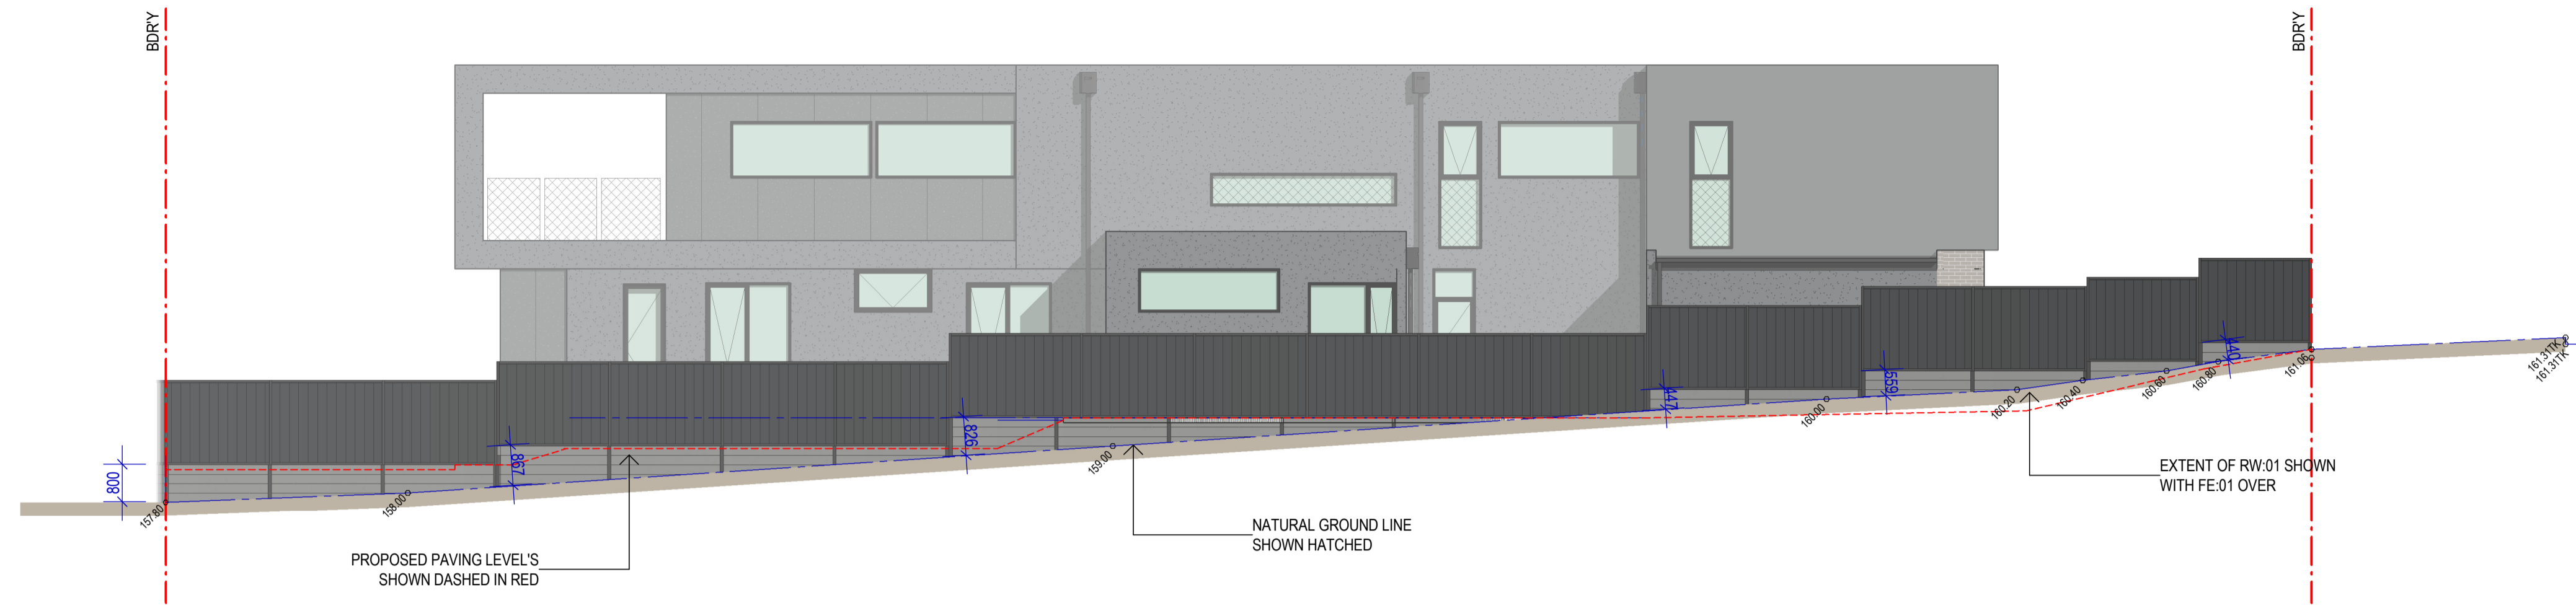 BDR'Y
BDR'Y
800
867
826
447
559
440
157.80
158.00
159.00
160.00
160.20
160.40
160.60
160.80
161.06
161.31TK
161.31TK
EXTENT OF RW:01 SHOWN
WITH FE:01 OVER
NATURAL GROUND LINE
SHOWN HATCHED
PROPOSED PAVING LEVEL'S
SHOWN DASHED IN RED